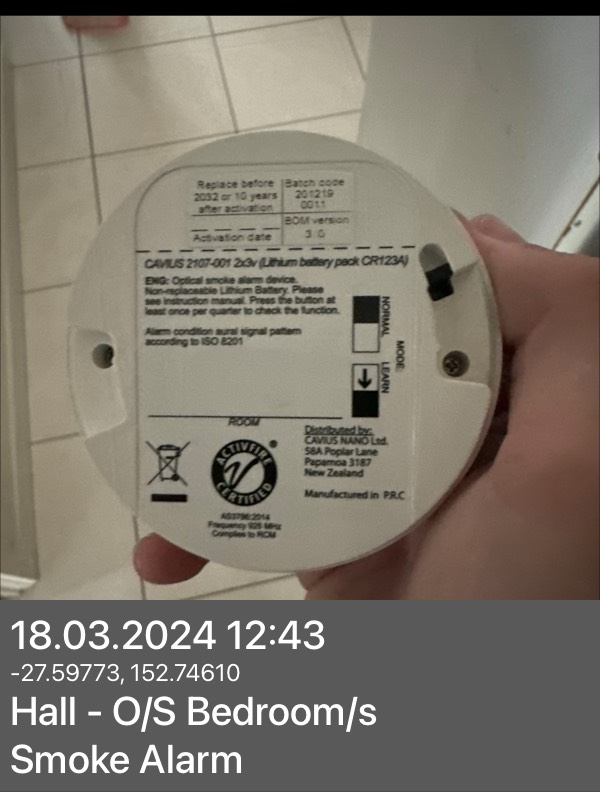 Replace before
2032 or 10 years
after activation
Activation date
Batch code
201219
0011
BOM version
3.0
CAVIUS 2107-001 2x3v (Lithium battery pack CR123A)
ENG: Optical smoke alarm device.
Non-replaceable Lithium Battery. Please
see instruction manual. Press the button at
least once per quarter to check the function.
Alarm condition aural signal pattern
according to ISO 8201
NORMAL
MODE:
LEARN
ROOM
ACTIVFIRE
CERTIFIED
®
Distributed by:
CAVIUS NANO Ltd.
58A Poplar Lane
Papamoa 3187
New Zealand
Manufactured in P.R.C
AS3786:2014
Frequency 925 MHz
Complies to RCM
18.03.2024 12:43
-27.59773, 152.74610
Hall - O/S Bedroom/s
Smoke Alarm